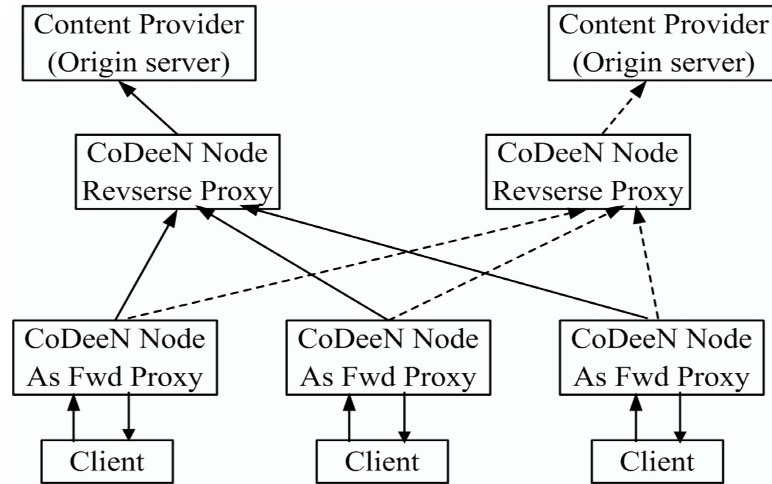 Content Provider
(Origin server)
Content Provider
(Origin server)
CoDeeN Node
Revserse Proxy
CoDeeN Node
Revserse Proxy
CoDeeN Node
As Fwd Proxy
CoDeeN Node
As Fwd Proxy
CoDeeN Node
As Fwd Proxy
Client
Client
Client